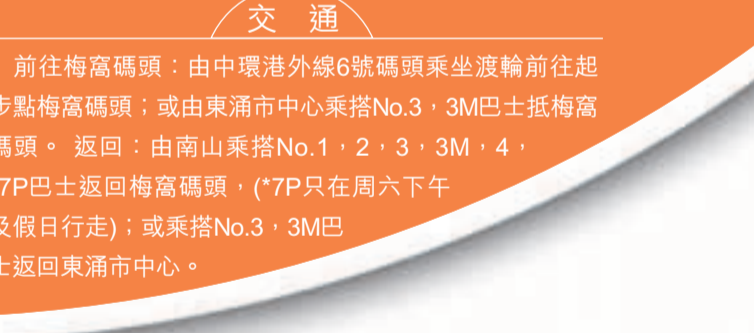 交 通
前往梅窩碼頭：由中環港外線6號碼頭乘坐渡輪前往起
步點梅窩碼頭；或由東涌市中心乘搭No.3，3M巴士抵梅窩
碼頭。 返回：由南山乘搭No.1，2，3，3M，4，
7P巴士返回梅窩碼頭，(*7P只在周六下午
及假日行走)；或乘搭No.3，3M巴
士返回東涌市中心。